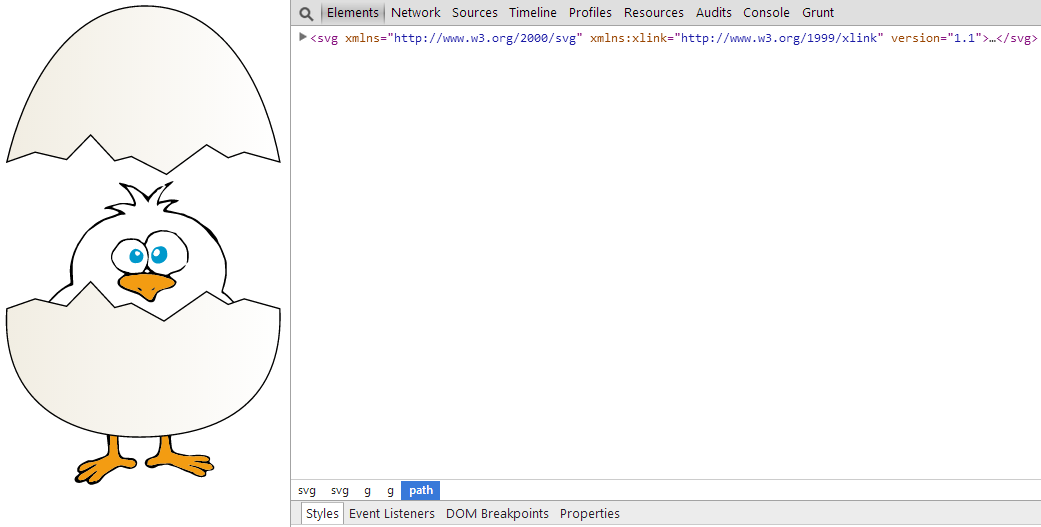 Elements Network Sources Timeline Profiles Resources Audits Console Grunt
<svg xmlns="http://www.w3.org/2000/svg" xmlns:xlink="http://www.w3.org/1999/xlink" version="1.1">…</svg>
svg svg g g path
Styles Event Listeners DOM Breakpoints Properties